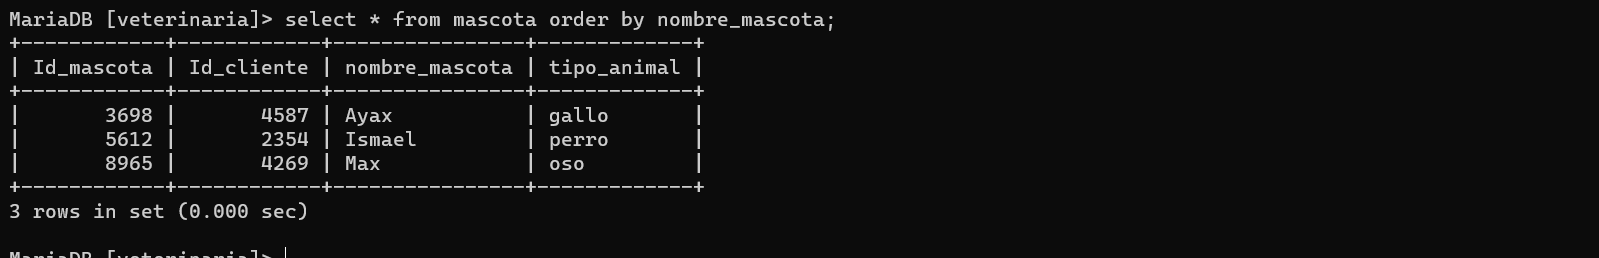 MariaDB [veterinaria]> select * from mascota order by nombre_mascota;
+------------+------------+----------------+-------------+
| Id_mascota | Id_cliente | nombre_mascota | tipo_animal |
+------------+------------+----------------+-------------+
|       3698 |       4587 | Ayax           | gallo       |
|       5612 |       2354 | Ismael         | perro       |
|       8965 |       4269 | Max            | oso         |
+------------+------------+----------------+-------------+
3 rows in set (0.000 sec)
MariaDB [veterinaria]>